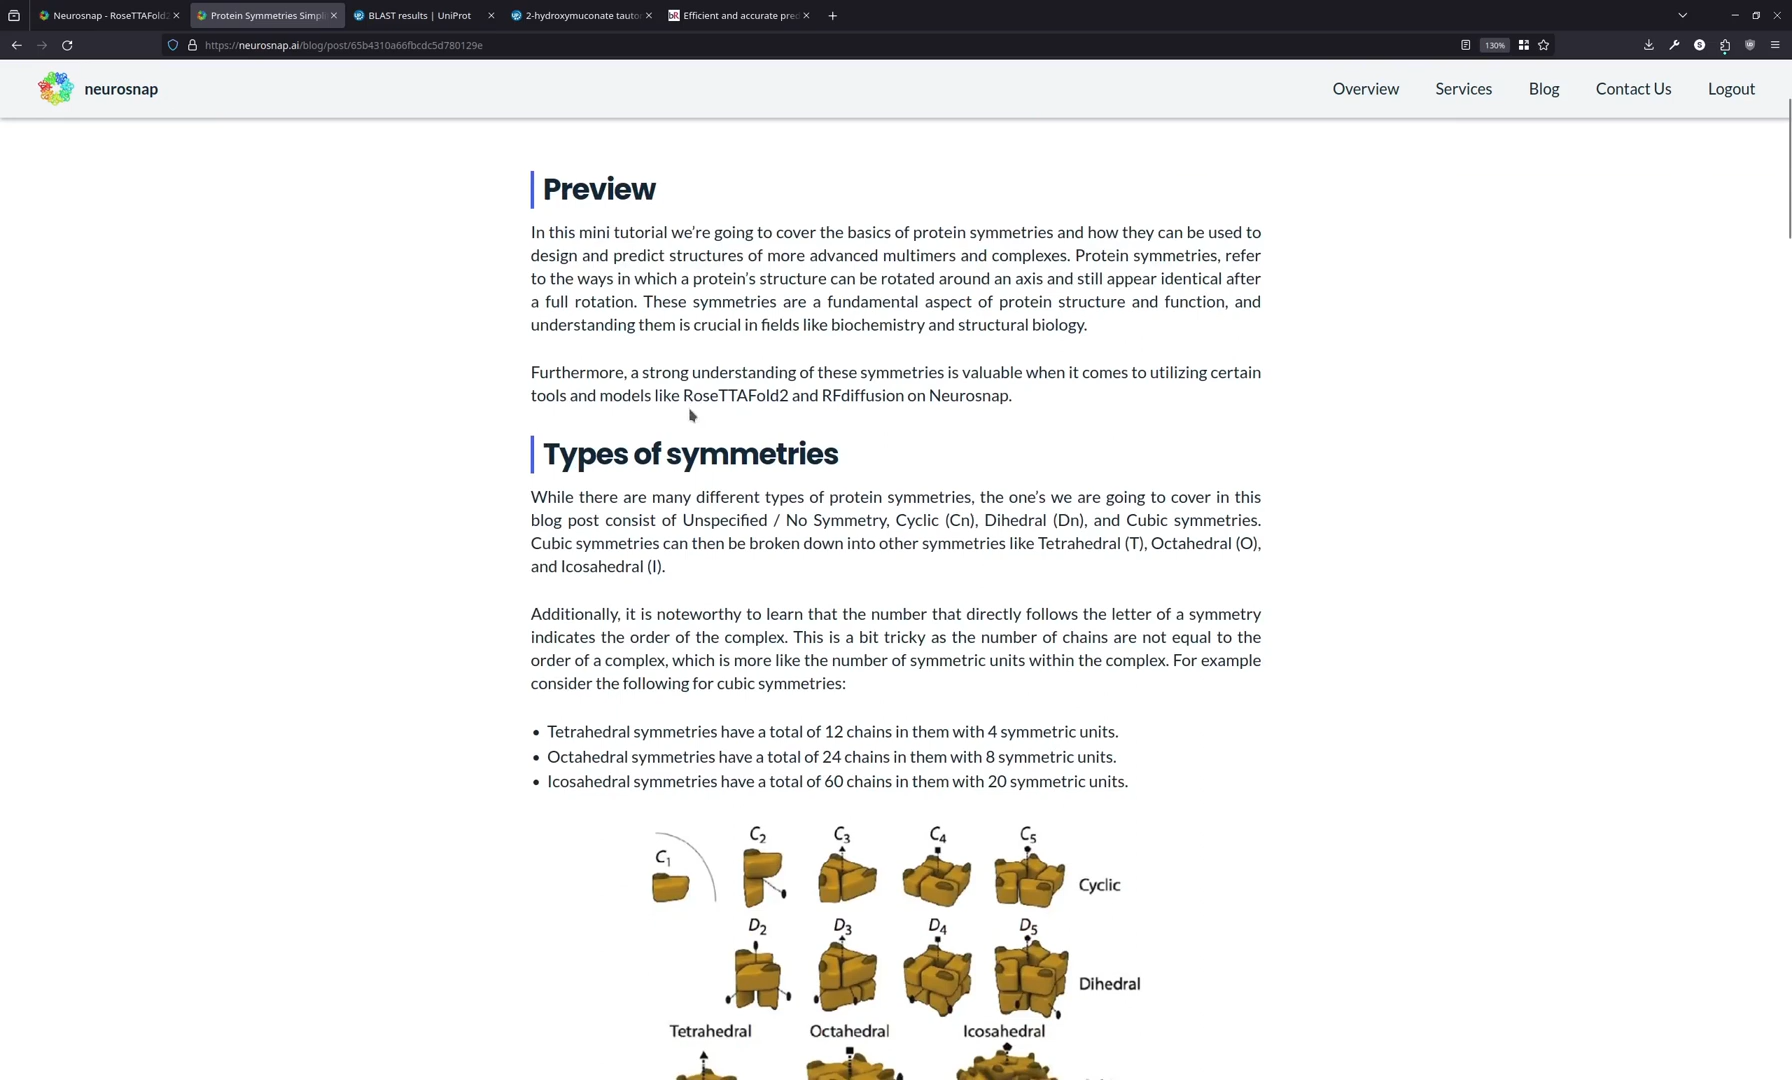 Neurosnap - RoseTTAFold2
Protein Symmetries Simpl
BLAST results | UniProt
2-hydroxymuconate tauto
bR
Efficient and accurate pred
https://neurosnap.ai/blog/post/65b4310a66fbcdc5d780129e
130%
neurosnap
Overview
Services
Blog
Contact Us
Logout
Preview
In this mini tutorial we're going to cover the basics of protein symmetries and how they can be used to
design and predict structures of more advanced multimers and complexes. Protein symmetries, refer
to the ways in which a protein's structure can be rotated around an axis and still appear identical after
a full rotation. These symmetries are a fundamental aspect of protein structure and function, and
understanding them is crucial in fields like biochemistry and structural biology.
Furthermore, a strong understanding of these symmetries is valuable when it comes to utilizing certain
tools and models like RoseTTAFold2 and RFdiffusion on Neurosnap.
Types of symmetries
While there are many different types of protein symmetries, the one's we are going to cover in this
blog post consist of Unspecified / No Symmetry, Cyclic (Cn), Dihedral (Dn), and Cubic symmetries.
Cubic symmetries can then be broken down into other symmetries like Tetrahedral (T), Octahedral (O),
and Icosahedral (I).
Additionally, it is noteworthy to learn that the number that directly follows the letter of a symmetry
indicates the order of the complex. This is a bit tricky as the number of chains are not equal to the
order of a complex, which is more like the number of symmetric units within the complex. For example
consider the following for cubic symmetries:
• Tetrahedral symmetries have a total of 12 chains in them with 4 symmetric units.
• Octahedral symmetries have a total of 24 chains in them with 8 symmetric units.
• Icosahedral symmetries have a total of 60 chains in them with 20 symmetric units.
C1 C2 C3 C4 C5
Cyclic
D2 D3 D4 D5
Dihedral
Tetrahedral Octahedral Icosahedral